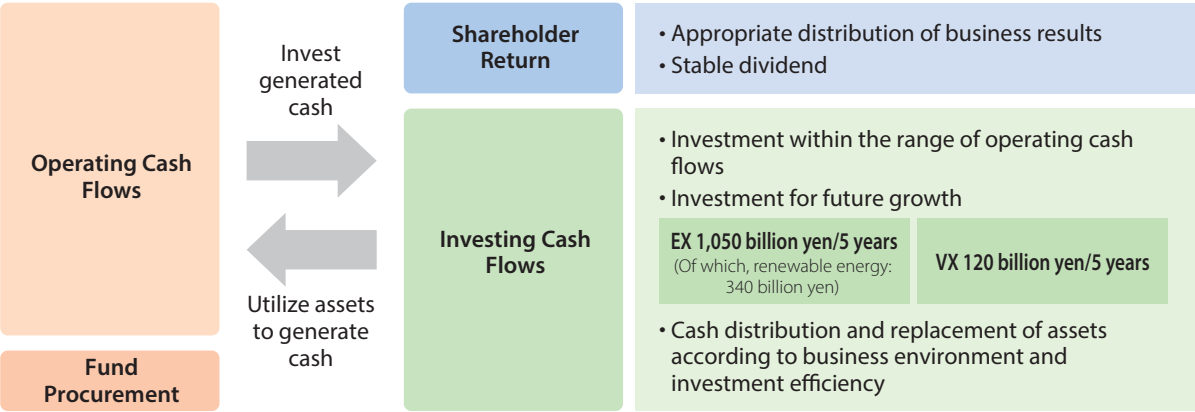 Operating Cash
Flows
Fund
Procurement
Invest
generated
cash
Utilize assets
to generate
cash
Shareholder
Return
• Appropriate distribution of business results
• Stable dividend
Investing Cash
Flows
• Investment within the range of operating cash
flows
• Investment for future growth
EX 1,050 billion yen/5 years
(Of which, renewable energy:
340 billion yen)
VX 120 billion yen/5 years
• Cash distribution and replacement of assets
according to business environment and
investment efficiency